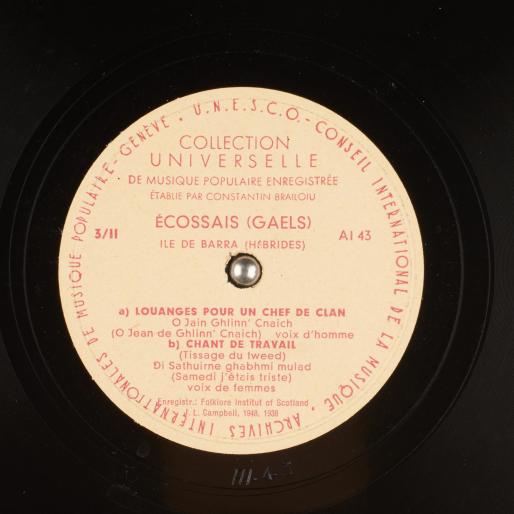 ARCHIVES INTERNATIONALES DE MUSIQUE POPULAIRE - GENÈVE • U.N.E.S.C.O. - CONSEIL INTERNATIONAL DE LA MUSIQUE •
COLLECTION
UNIVERSELLE
DE MUSIQUE POPULAIRE ENREGISTRÉE
ÉTABLIE PAR CONSTANTIN BRAILOIU
ÉCOSSAIS (GAELS)
3/II
AI 43
ILE DE BARRA (HÉBRIDES)
a) LOUANGES POUR UN CHEF DE CLAN
O Jain Ghlinn' Cnaich
(O Jean de Ghlinn' Cnaich) voix d'homme
b) CHANT DE TRAVAIL
(Tissage du tweed)
Di Sathuirne ghabhmi mulad
(Samedi j'étais triste)
voix de femmes
Enregistr.: Folklore Institut of Scotland
J. L. Campbell, 1948, 1938